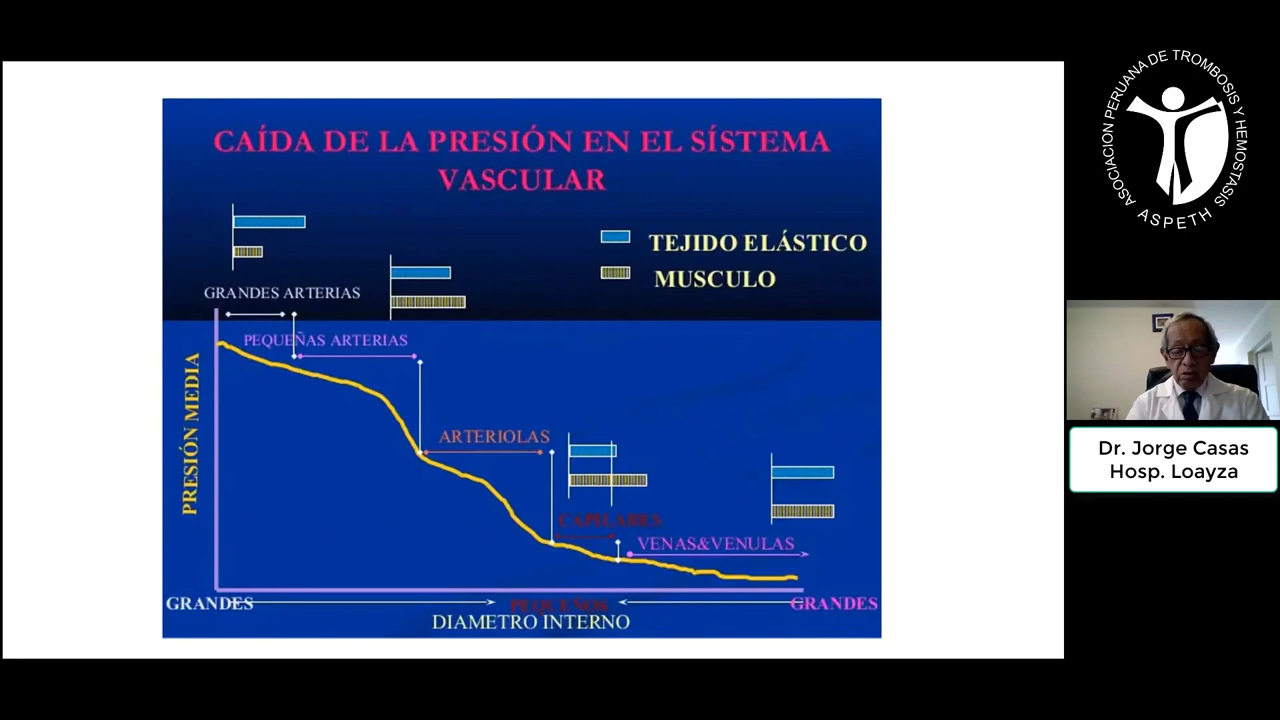 CAÍDA DE LA PRESIÓN EN EL SÍSTEMA
VASCULAR
TEJIDO ELÁSTICO
MUSCULO
GRANDES ARTERIAS
PEQUEÑAS ARTERIAS
PRESIÓN MEDIA
ARTERIOLAS
CAPILARES
VENAS&VENULAS
GRANDES
PEQUEÑOS
GRANDES
DIAMETRO INTERNO
ASOCIACION PERUANA DE TROMBOSIS Y HEMOSTASIS
ASPETH
Dr. Jorge Casas
Hosp. Loayza